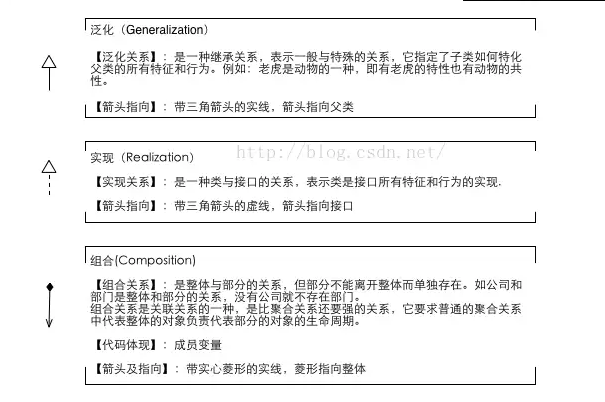 泛化（Generalization）
【泛化关系】：是一种继承关系，表示一般与特殊的关系，它指定了子类如何特化
父类的所有特征和行为。例如：老虎是动物的一种，即有老虎的特性也有动物的共
性。
【箭头指向】：带三角箭头的实线，箭头指向父类
实现（Realization）
http://blog.csdn.net/
【实现关系】：是一种类与接口的关系，表示类是接口所有特征和行为的实现.
【箭头指向】：带三角箭头的虚线，箭头指向接口
组合(Composition)
【组合关系】：是整体与部分的关系，但部分不能离开整体而单独存在。如公司和
部门是整体和部分的关系，没有公司就不存在部门。
组合关系是关联关系的一种，是比聚合关系还要强的关系，它要求普通的聚合关系
中代表整体的对象负责代表部分的对象的生命周期。
【代码体现】：成员变量
【箭头及指向】：带实心菱形的实线，菱形指向整体